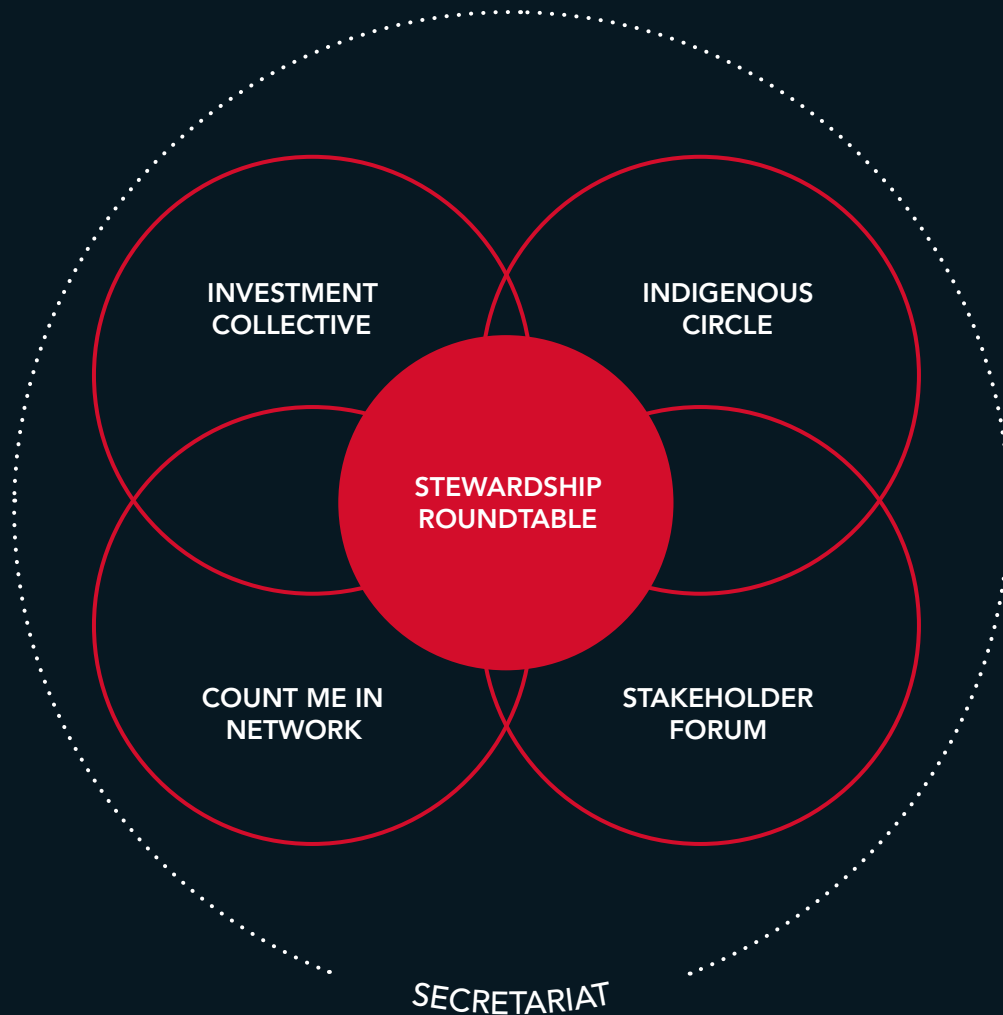 INVESTMENT
COLLECTIVE
INDIGENOUS
CIRCLE
STEWARDSHIP
ROUNDTABLE
COUNT ME IN
NETWORK
STAKEHOLDER
FORUM
SECRETARIAT